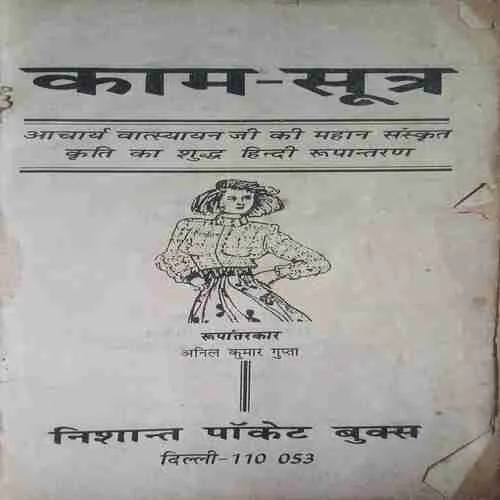 काम-सूत्र
आचार्य वात्स्यायन जी की महान संस्कृत
कृति का शुद्ध हिन्दी रूपान्तरण
रूपांतरकार
अनिल कुमार गुप्ता
निशान्त पॉकेट बुक्स
दिल्ली-110 053